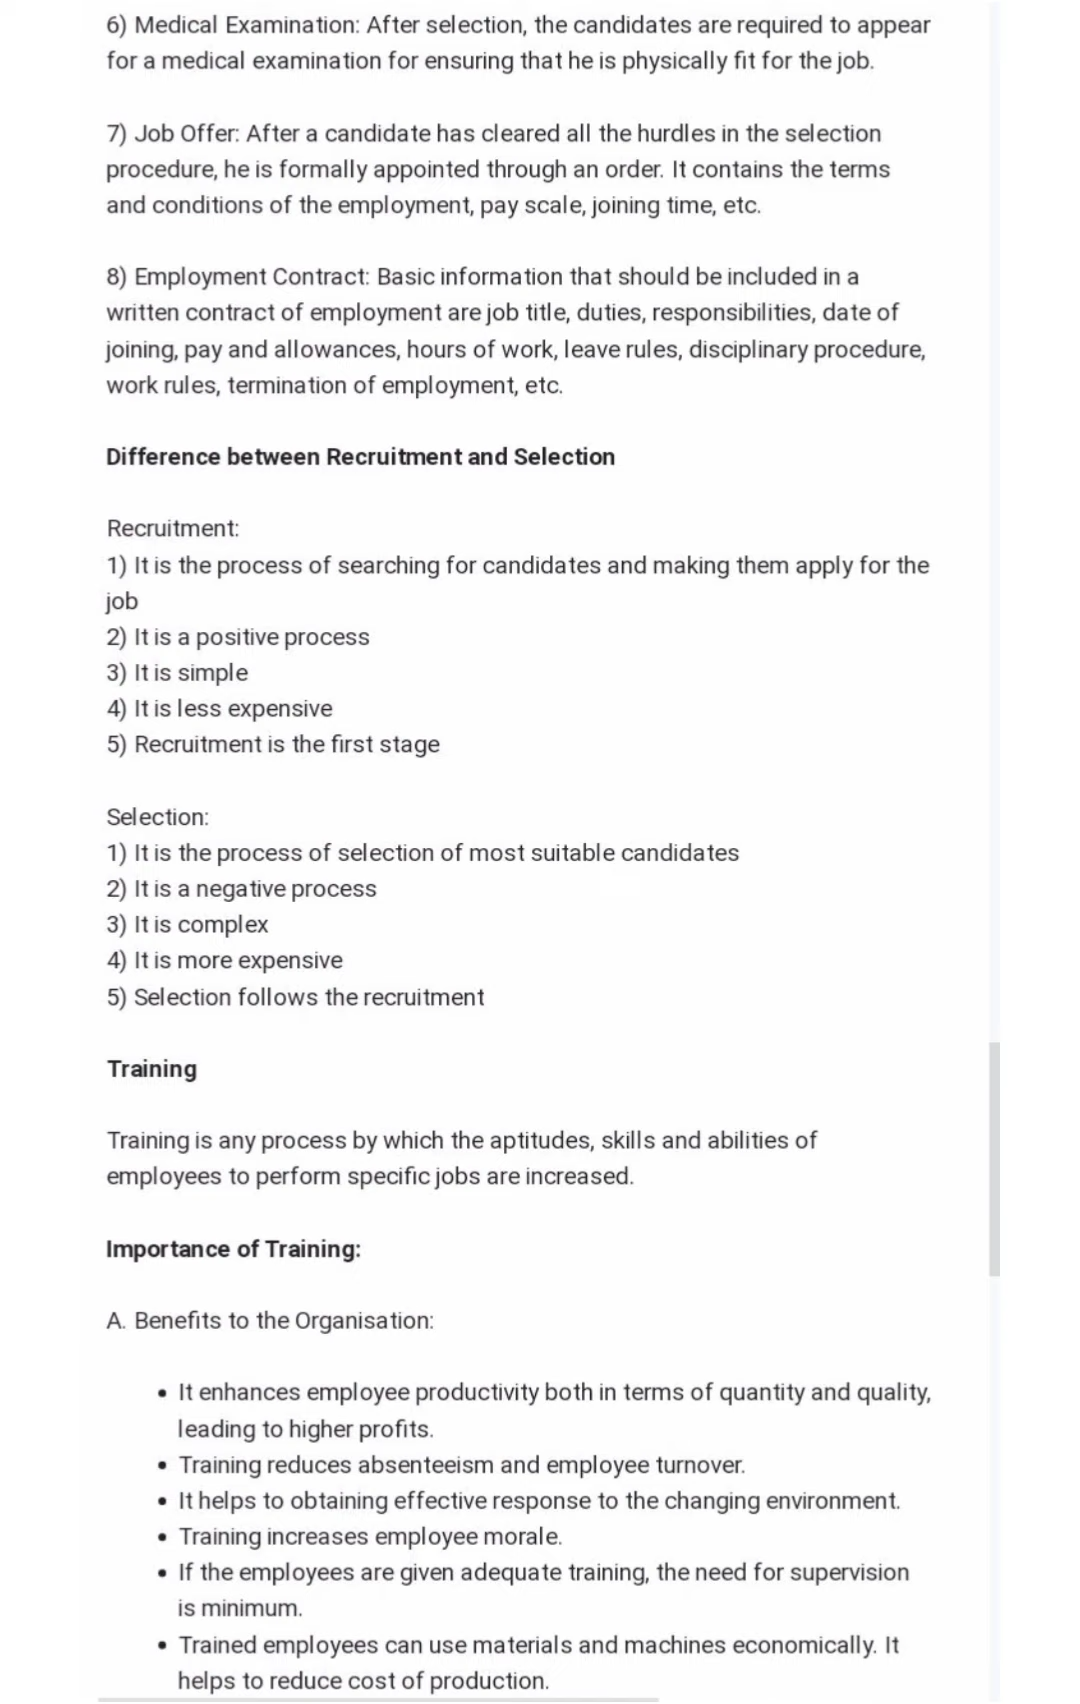 6) Medical Examination: After selection, the candidates are required to appear
for a medical examination for ensuring that he is physically fit for the job.
7) Job Offer: After a candidate has cleared all the hurdles in the selection
procedure, he is formally appointed through an order. It contains the terms
and conditions of the employment, pay scale, joining time, etc.
8) Employment Contract: Basic information that should be included in a
written contract of employment are job title, duties, responsibilities, date of
joining, pay and allowances, hours of work, leave rules, disciplinary procedure,
work rules, termination of employment, etc.
Difference between Recruitment and Selection
Recruitment:
1) It is the process of searching for candidates and making them apply for the
job
2) It is a positive process
3) It is simple
4) It is less expensive
5) Recruitment is the first stage
Selection:
1) It is the process of selection of most suitable candidates
2) It is a negative process
3) It is complex
4) It is more expensive
5) Selection follows the recruitment
Training
Training is any process by which the aptitudes, skills and abilities of
employees to perform specific jobs are increased.
Importance of Training:
A. Benefits to the Organisation:
• It enhances employee productivity both in terms of quantity and quality,
leading to higher profits.
• Training reduces absenteeism and employee turnover.
• It helps to obtaining effective response to the changing environment.
• Training increases employee morale.
• If the employees are given adequate training, the need for supervision
is minimum.
• Trained employees can use materials and machines economically. It
helps to reduce cost of production.